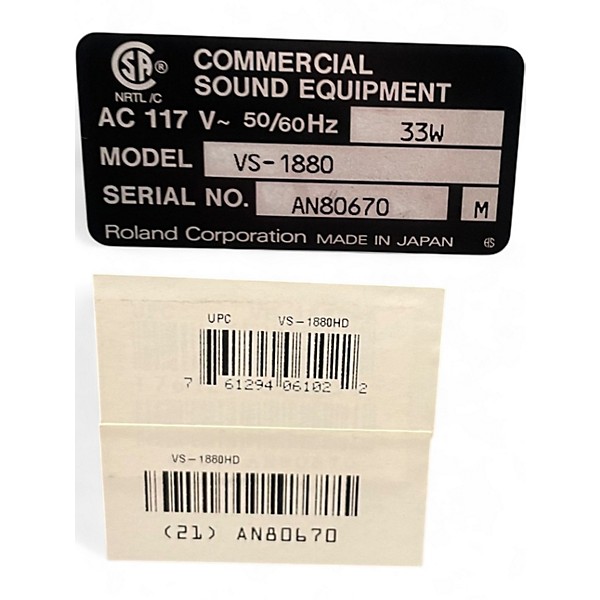 CSA ®
NRTL /C
COMMERCIAL
SOUND EQUIPMENT
AC 117 V~ 50/60Hz 33W
MODEL VS-1880
SERIAL NO. AN80670 M
Roland Corporation MADE IN JAPAN
UPC VS-1880HD
7 61294 06102 2
VS-1880HD
(21) AN80670